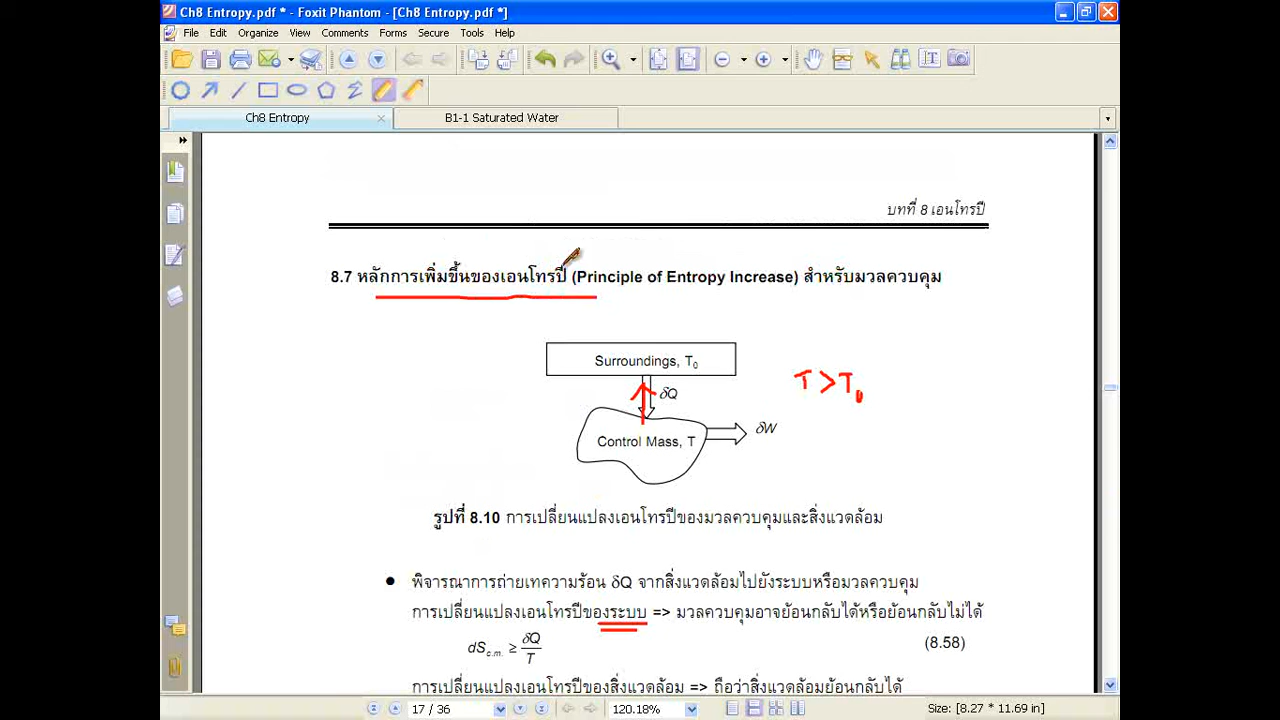 Ch8 Entropy.pdf * - Foxit Phantom - [Ch8 Entropy.pdf *]
File Edit Organize View Comments Forms Secure Tools Help
Ch8 Entropy B1-1 Saturated Water
บทที่ 8 เอนโทรปี
8.7 หลักการเพิ่มขึ้นของเอนโทรปี (Principle of Entropy Increase) สำหรับมวลควบคุม
Surroundings, T₀
T > T₀
δQ
Control Mass, T
δW
รูปที่ 8.10 การเปลี่ยนแปลงเอนโทรปีของมวลควบคุมและสิ่งแวดล้อม
● พิจารณาการถ่ายเทความร้อน δQ จากสิ่งแวดล้อมไปยังระบบหรือมวลควบคุม
การเปลี่ยนแปลงเอนโทรปีของระบบ => มวลควบคุมอาจย้อนกลับได้หรือย้อนกลับไม่ได้
dS c.m. ≥ δQ/T (8.58)
การเปลี่ยนแปลงเอนโทรปีของสิ่งแวดล้อม => ถือว่าสิ่งแวดล้อมย้อนกลับได้
17 / 36 120.18% Size: [8.27 * 11.69 inch]